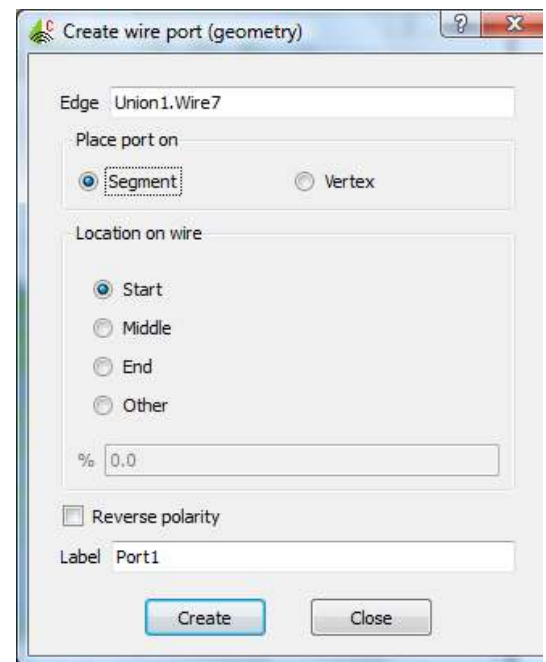 Create wire port (geometry)
Edge Union1.Wire7
Place port on
Segment Vertex
Location on wire
Start
Middle
End
Other
% 0.0
Reverse polarity
Label Port1
Create Close